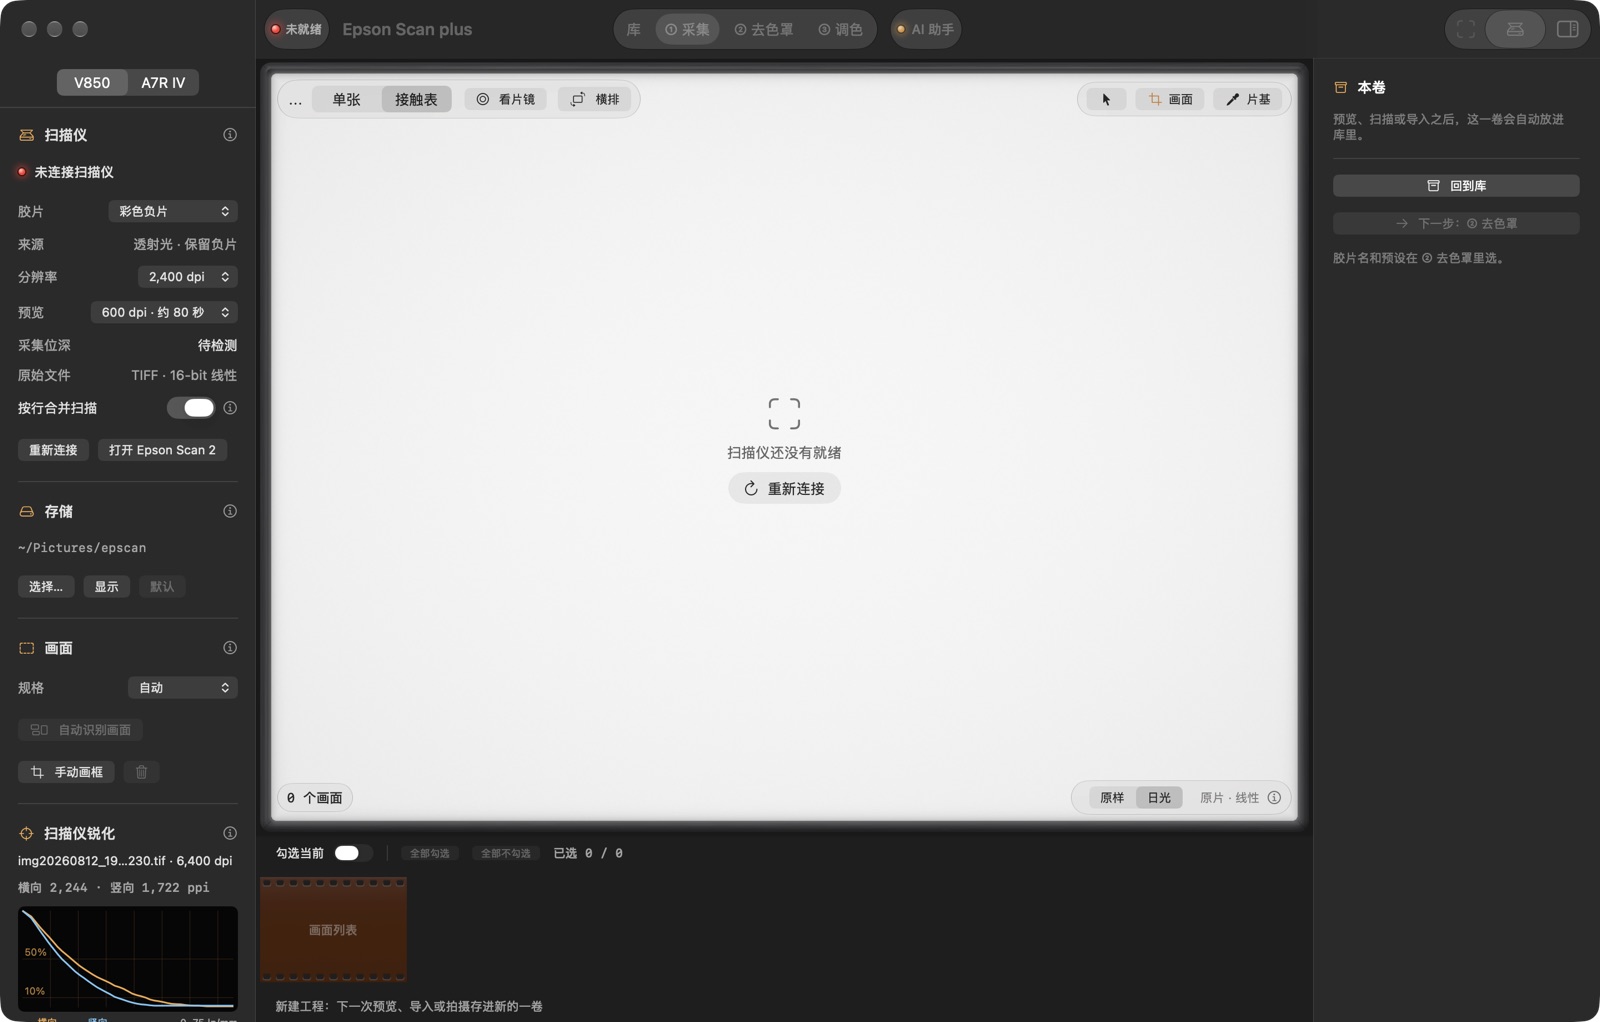 未就绪
Epson Scan plus
库
① 采集
② 去色罩
③ 调色
AI 助手
V850
A7R IV
扫描仪
未连接扫描仪
胶片 彩色负片
来源 透射光 · 保留负片
分辨率 2,400 dpi
预览 600 dpi · 约 80 秒
采集位深 待检测
原始文件 TIFF · 16-bit 线性
按行合并扫描
重新连接
打开 Epson Scan 2
存储
~/Pictures/epscan
选择...
显示
默认
画面
规格 自动
自动识别画面
手动画框
扫描仪锐化
img20260812_19...230.tif · 6,400 dpi
横向 2,244 · 竖向 1,722 ppi
50%
10%
...
单张
接触表
看片镜
横排
画面
片基
扫描仪还没有就绪
重新连接
0 个画面
原样
日光
原片 · 线性
勾选当前
全部勾选
全部不勾选
已选 0 / 0
画面列表
新建工程：下一次预览、导入或拍摄存进新的一卷
本卷
预览、扫描或导入之后，这一卷会自动放进
库里。
回到库
→ 下一步：② 去色罩
胶片名和预设在 ② 去色罩里选。